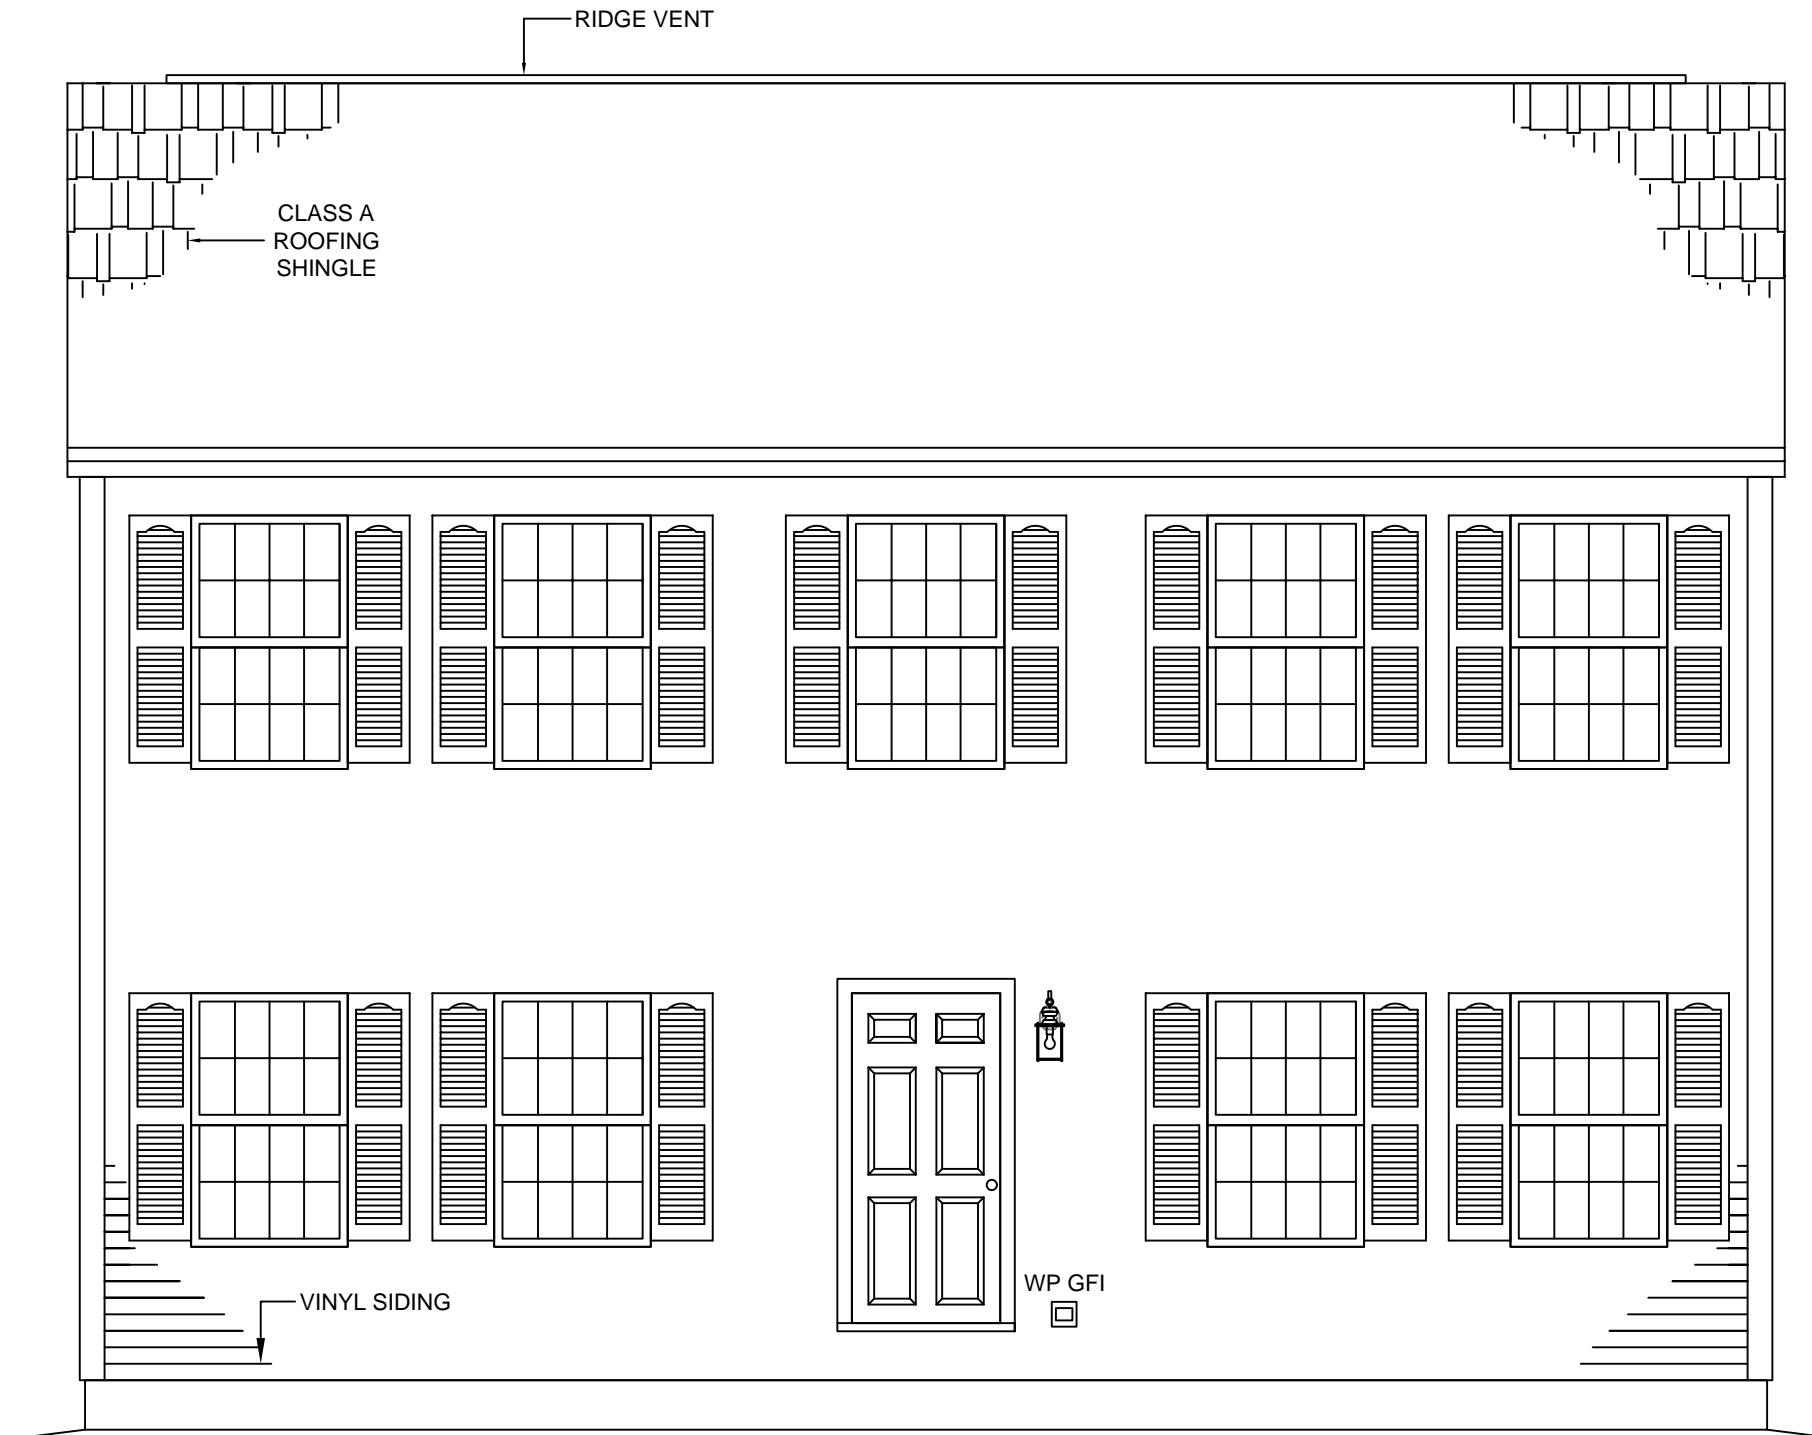 RIDGE VENT
CLASS A
ROOFING
SHINGLE
WP GFI
VINYL SIDING